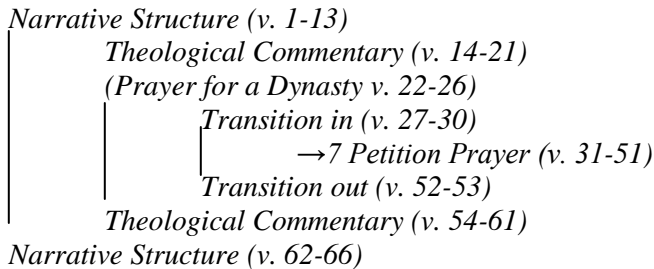 Narrative Structure (v. 1-13)
Theological Commentary (v. 14-21)
(Prayer for a Dynasty v. 22-26)
Transition in (v. 27-30)
→7 Petition Prayer (v. 31-51)
Transition out (v. 52-53)
Theological Commentary (v. 54-61)
Narrative Structure (v. 62-66)